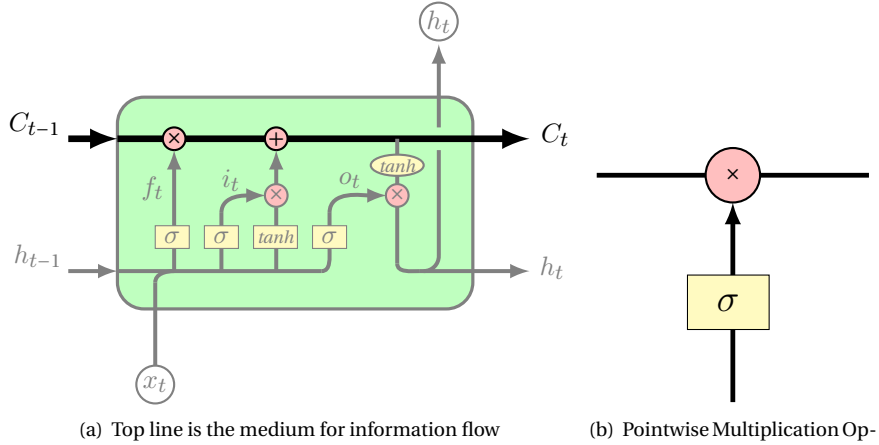 h_t
C_{t-1} × + C_t
tanh
f_t i_t × o_t × ×
σ σ tanh σ σ
h_{t-1} h_t
x_t
(a) Top line is the medium for information flow
(b) Pointwise Multiplication Op-